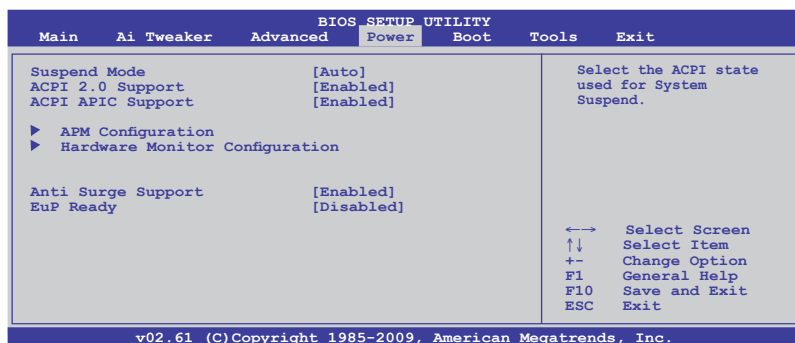 BIOS SETUP UTILITY
Main Ai Tweaker Advanced Power Boot Tools Exit
Suspend Mode [Auto]
ACPI 2.0 Support [Enabled]
ACPI APIC Support [Enabled]
APM Configuration
Hardware Monitor Configuration
Anti Surge Support [Enabled]
EuP Ready [Disabled]
Select the ACPI state
used for System
Suspend.
←→ Select Screen
↑↓ Select Item
+- Change Option
F1 General Help
F10 Save and Exit
ESC Exit
v02.61 (C)Copyright 1985-2009, American Megatrends, Inc.